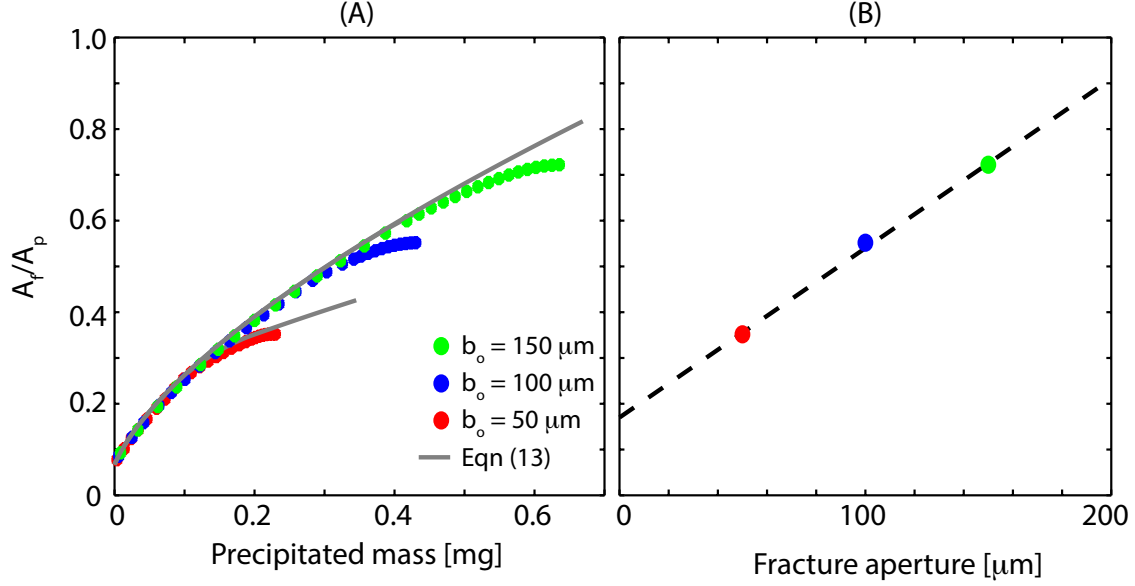 (A)
(B)
1.0
0.8
0.6
0.4
0.2
0
A_f/A_p
0
0.2
0.4
0.6
Precipitated mass [mg]
b_o = 150 μm
b_o = 100 μm
b_o = 50 μm
Eqn (13)
0
100
200
Fracture aperture [μm]